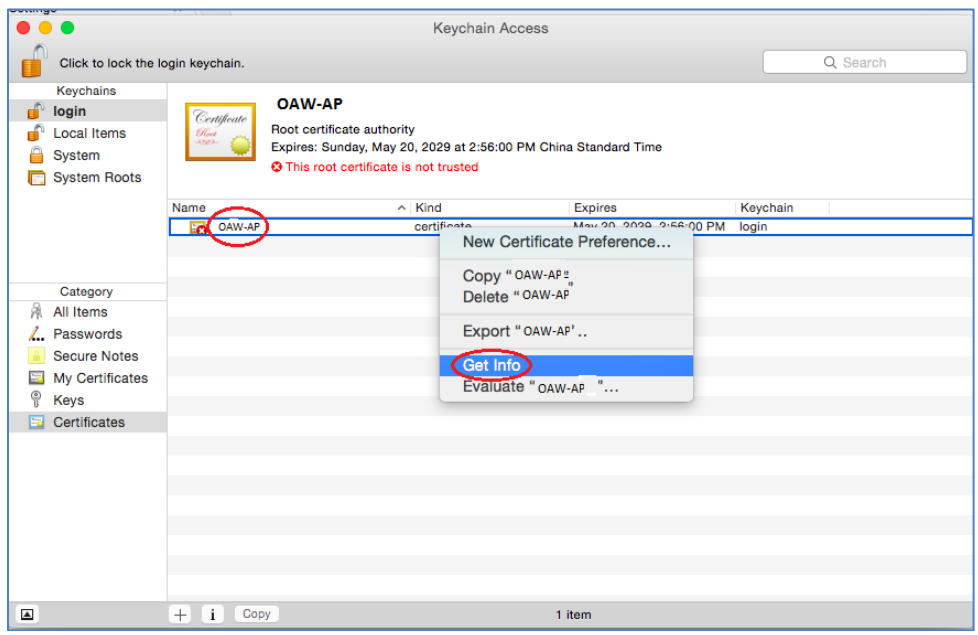 Settings
Keychain Access
Click to lock the login keychain.
Search
Keychains
login
Local Items
System
System Roots
Certificate
Root
OAW-AP
Root certificate authority
Expires: Sunday, May 20, 2029 at 2:56:00 PM China Standard Time
This root certificate is not trusted
Name Kind Expires Keychain
OAW-AP certificate May 20, 2029, 2:56:00 PM login
New Certificate Preference...
Copy "OAW-AP"
Delete "OAW-AP"
Export "OAW-AP'..
Get Info
Evaluate "OAW-AP "...
Category
All Items
Passwords
Secure Notes
My Certificates
Keys
Certificates
+ i Copy
1 item